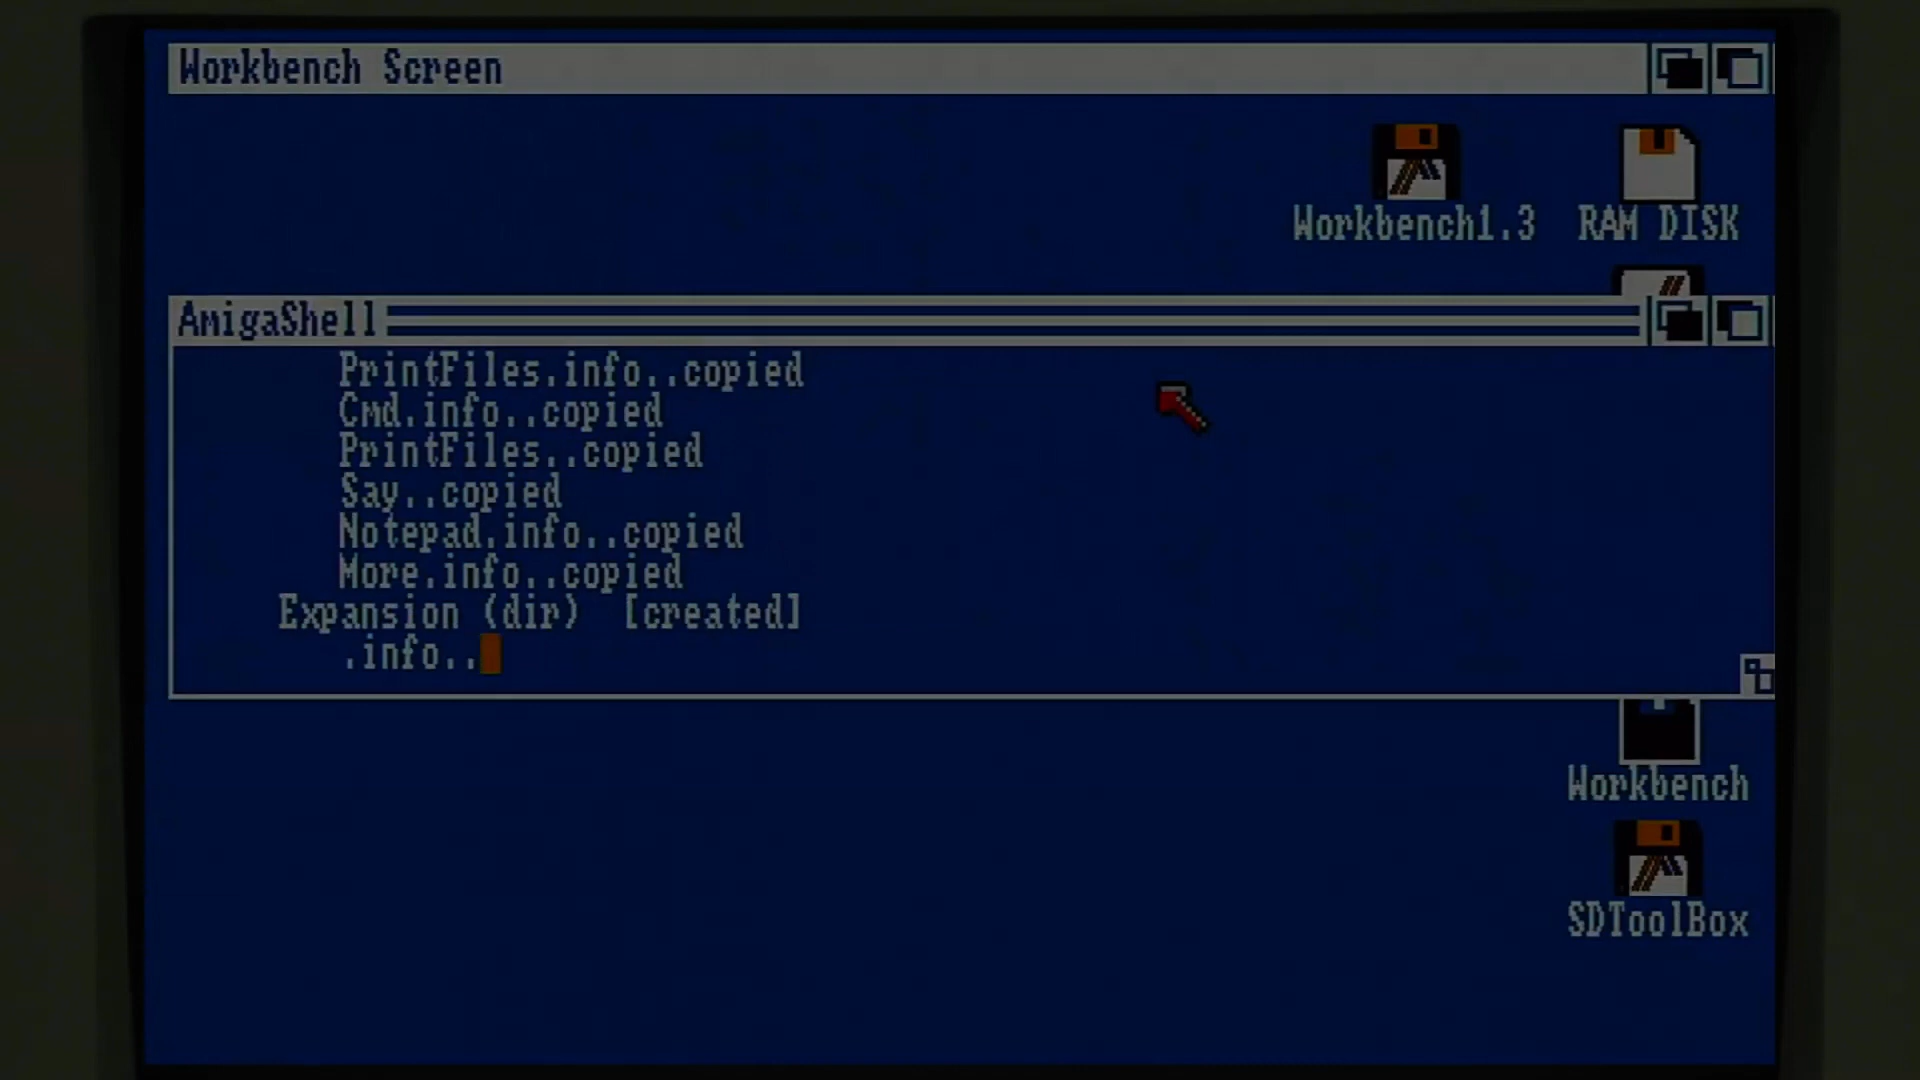 Workbench Screen
Workbench1.3
RAM DISK
AmigaShell
PrintFiles.info..copied
Cmd.info..copied
PrintFiles..copied
Say..copied
Notepad.info..copied
More.info..copied
Expansion (dir)  [created]
.info..
Workbench
SDToolBox